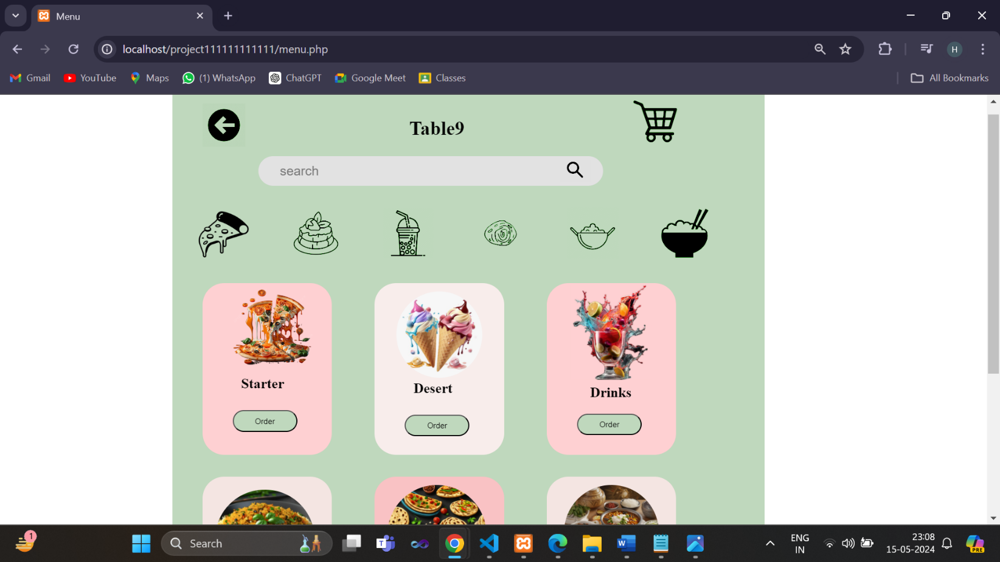 Menu
localhost/project111111111111/menu.php
H
Gmail
YouTube
Maps
(1) WhatsApp
ChatGPT
Google Meet
Classes
All Bookmarks
Table9
search
Starter
Desert
Drinks
Order
Order
Order
1
Search
T
W
ENG
IN
23:08
15-05-2024
PRE